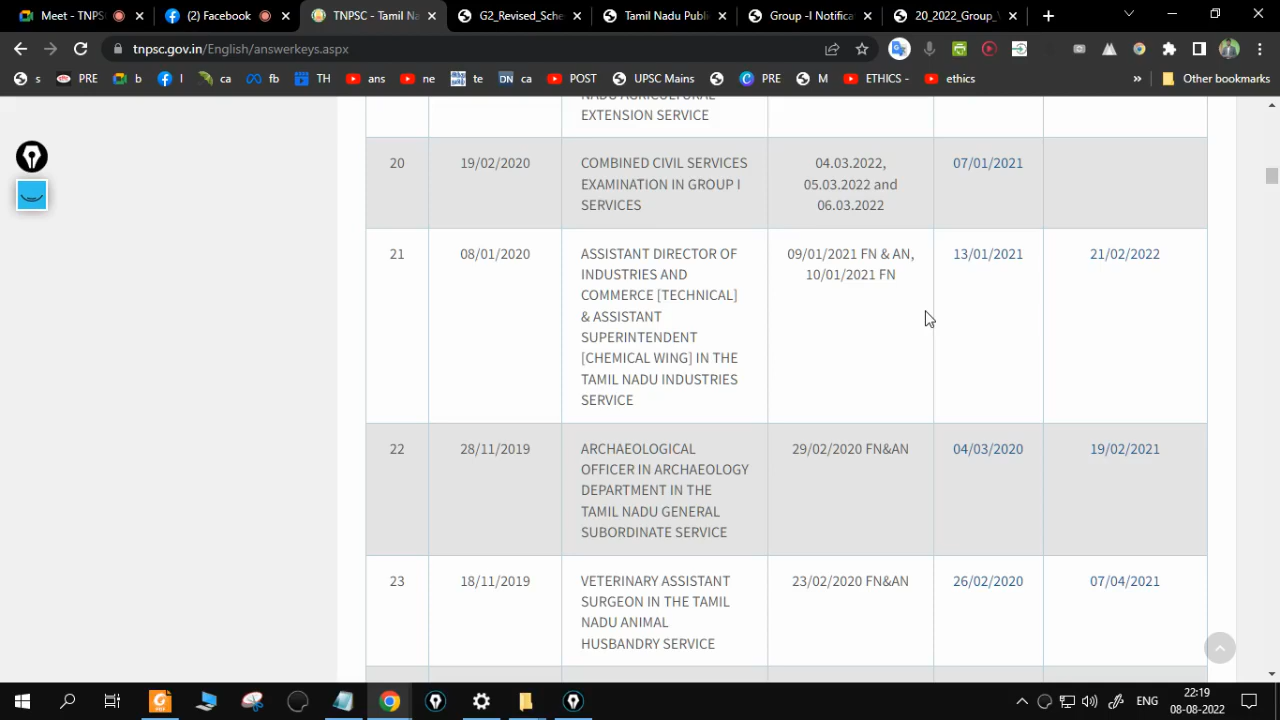 Meet - TNPS
(2) Facebook
TNPSC - Tamil Na
G2_Revised_Sche
Tamil Nadu Publi
Group -I Notifica
20_2022_Group_
tnpsc.gov.in/English/answerkeys.aspx
s
PRE
b
l
ca
fb
TH
ans
ne
te
ca
POST
UPSC Mains
PRE
M
ETHICS -
ethics
»
Other bookmarks
EXTENSION SERVICE
20
19/02/2020
COMBINED CIVIL SERVICES
EXAMINATION IN GROUP I
SERVICES
04.03.2022,
05.03.2022 and
06.03.2022
07/01/2021
21
08/01/2020
ASSISTANT DIRECTOR OF
INDUSTRIES AND
COMMERCE [TECHNICAL]
& ASSISTANT
SUPERINTENDENT
[CHEMICAL WING] IN THE
TAMIL NADU INDUSTRIES
SERVICE
09/01/2021 FN & AN,
10/01/2021 FN
13/01/2021
21/02/2022
22
28/11/2019
ARCHAEOLOGICAL
OFFICER IN ARCHAEOLOGY
DEPARTMENT IN THE
TAMIL NADU GENERAL
SUBORDINATE SERVICE
29/02/2020 FN&AN
04/03/2020
19/02/2021
23
18/11/2019
VETERINARY ASSISTANT
SURGEON IN THE TAMIL
NADU ANIMAL
HUSBANDRY SERVICE
23/02/2020 FN&AN
26/02/2020
07/04/2021
ENG
22:19
08-08-2022